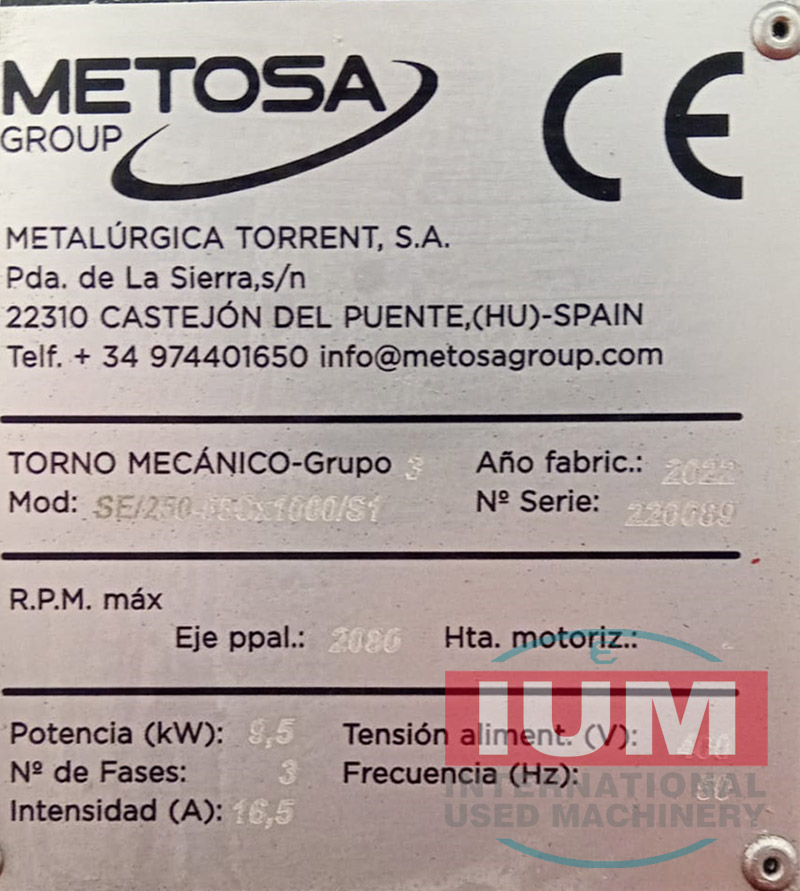 METOSA
GROUP
CE
METALÚRGICA TORRENT, S.A.
Pda. de La Sierra,s/n
22310 CASTEJÓN DEL PUENTE,(HU)-SPAIN
Telf. + 34 974401650 info@metosagroup.com
TORNO MECÁNICO-Grupo 3 Año fabric.: 2022
Mod: Nº Serie: 220089
R.P.M. máx
Eje ppal.: 2080 Hta. motoriz.: -
Potencia (kW): Tensión aliment. (V):
Nº de Fases: 3 Frecuencia (Hz):
Intensidad (A): 16,5
IUM
INTERNATIONAL
USED MACHINERY